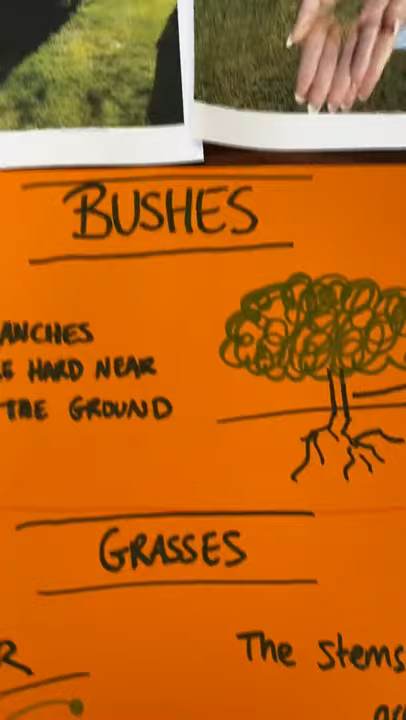 BUSHES
ANCHES
E HARD NEAR
THE GROUND
GRASSES
R
The stems